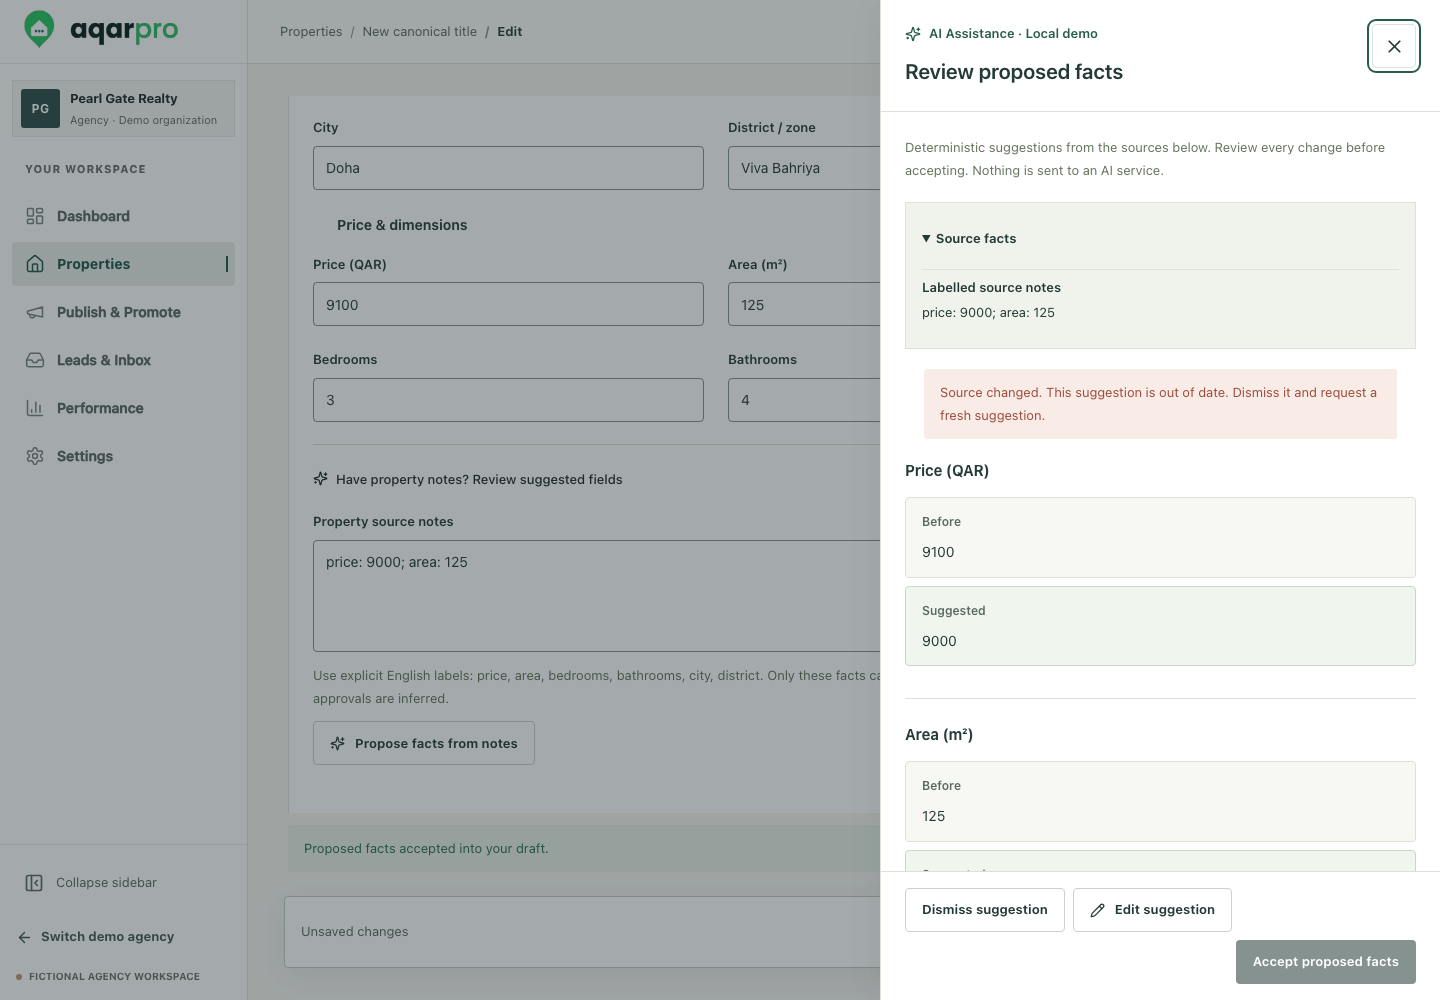 aqarpro
PG
Pearl Gate Realty
Agency · Demo organization
YOUR WORKSPACE
Dashboard
Properties
Publish & Promote
Leads & Inbox
Performance
Settings
Collapse sidebar
Switch demo agency
FICTIONAL AGENCY WORKSPACE
Properties / New canonical title / Edit
City
Doha
District / zone
Viva Bahriya
Price & dimensions
Price (QAR)
9100
Area (m²)
125
Bedrooms
3
Bathrooms
4
Have property notes? Review suggested fields
Property source notes
price: 9000; area: 125
Use explicit English labels: price, area, bedrooms, bathrooms, city, district. Only these facts
approvals are inferred.
Propose facts from notes
Proposed facts accepted into your draft.
Unsaved changes
AI Assistance · Local demo
Review proposed facts
Deterministic suggestions from the sources below. Review every change before
accepting. Nothing is sent to an AI service.
Source facts
Labelled source notes
price: 9000; area: 125
Source changed. This suggestion is out of date. Dismiss it and request a
fresh suggestion.
Price (QAR)
Before
9100
Suggested
9000
Area (m²)
Before
125
Dismiss suggestion
Edit suggestion
Accept proposed facts